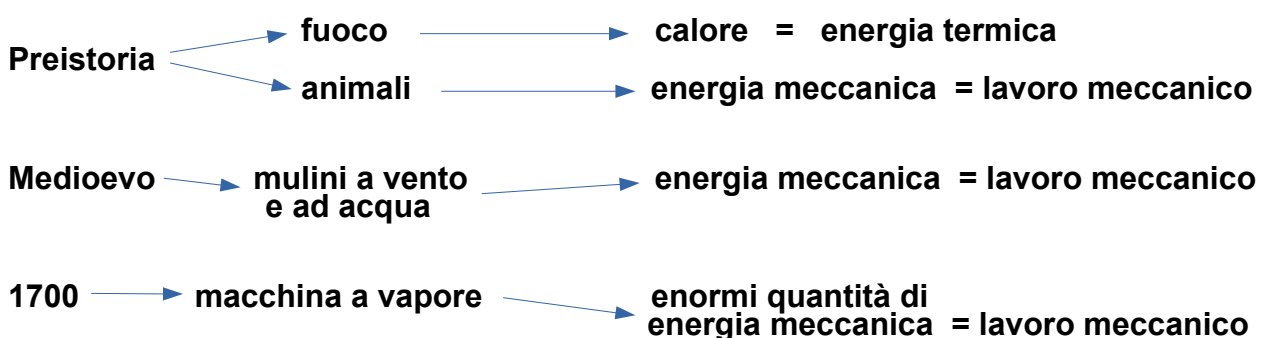 fuoco calore = energia termica
Preistoria
animali energia meccanica = lavoro meccanico
Medioevo mulini a vento energia meccanica = lavoro meccanico
e ad acqua
1700 macchina a vapore enormi quantità di
energia meccanica = lavoro meccanico